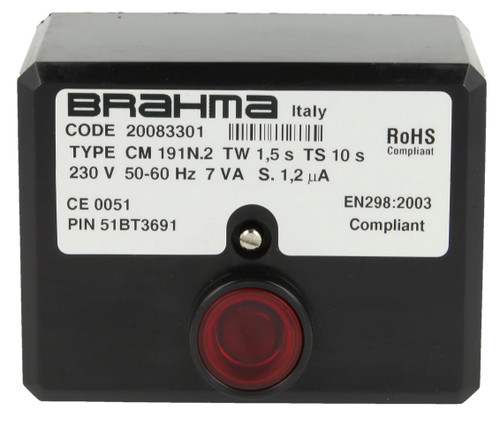 BRAHMA Italy
CODE 20083301
RoHS
Compliant
TYPE CM 191N.2 TW 1,5 s TS 10 s
230 V 50-60 Hz 7 VA S. 1,2 µA
CE 0051 EN298:2003
PIN 51BT3691 Compliant